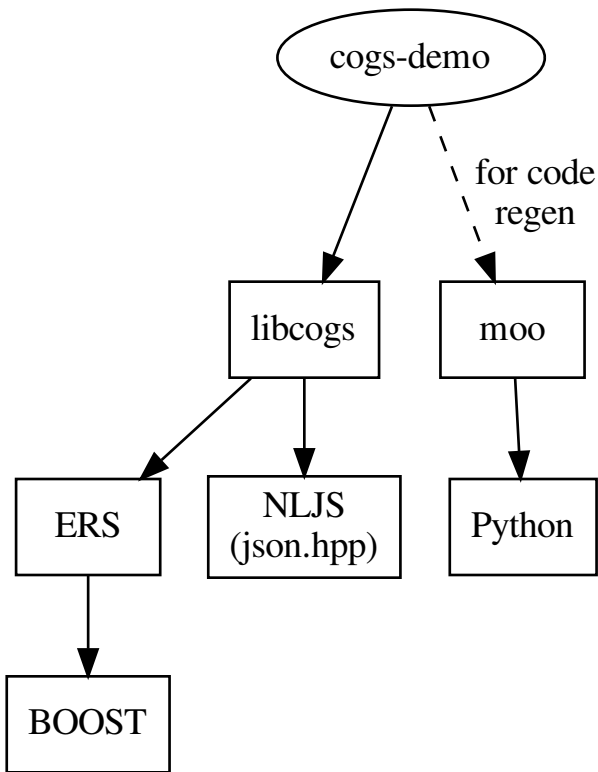 cogs-demo
for code
regen
libcogs
moo
ERS
NLJS
(json.hpp)
Python
BOOST